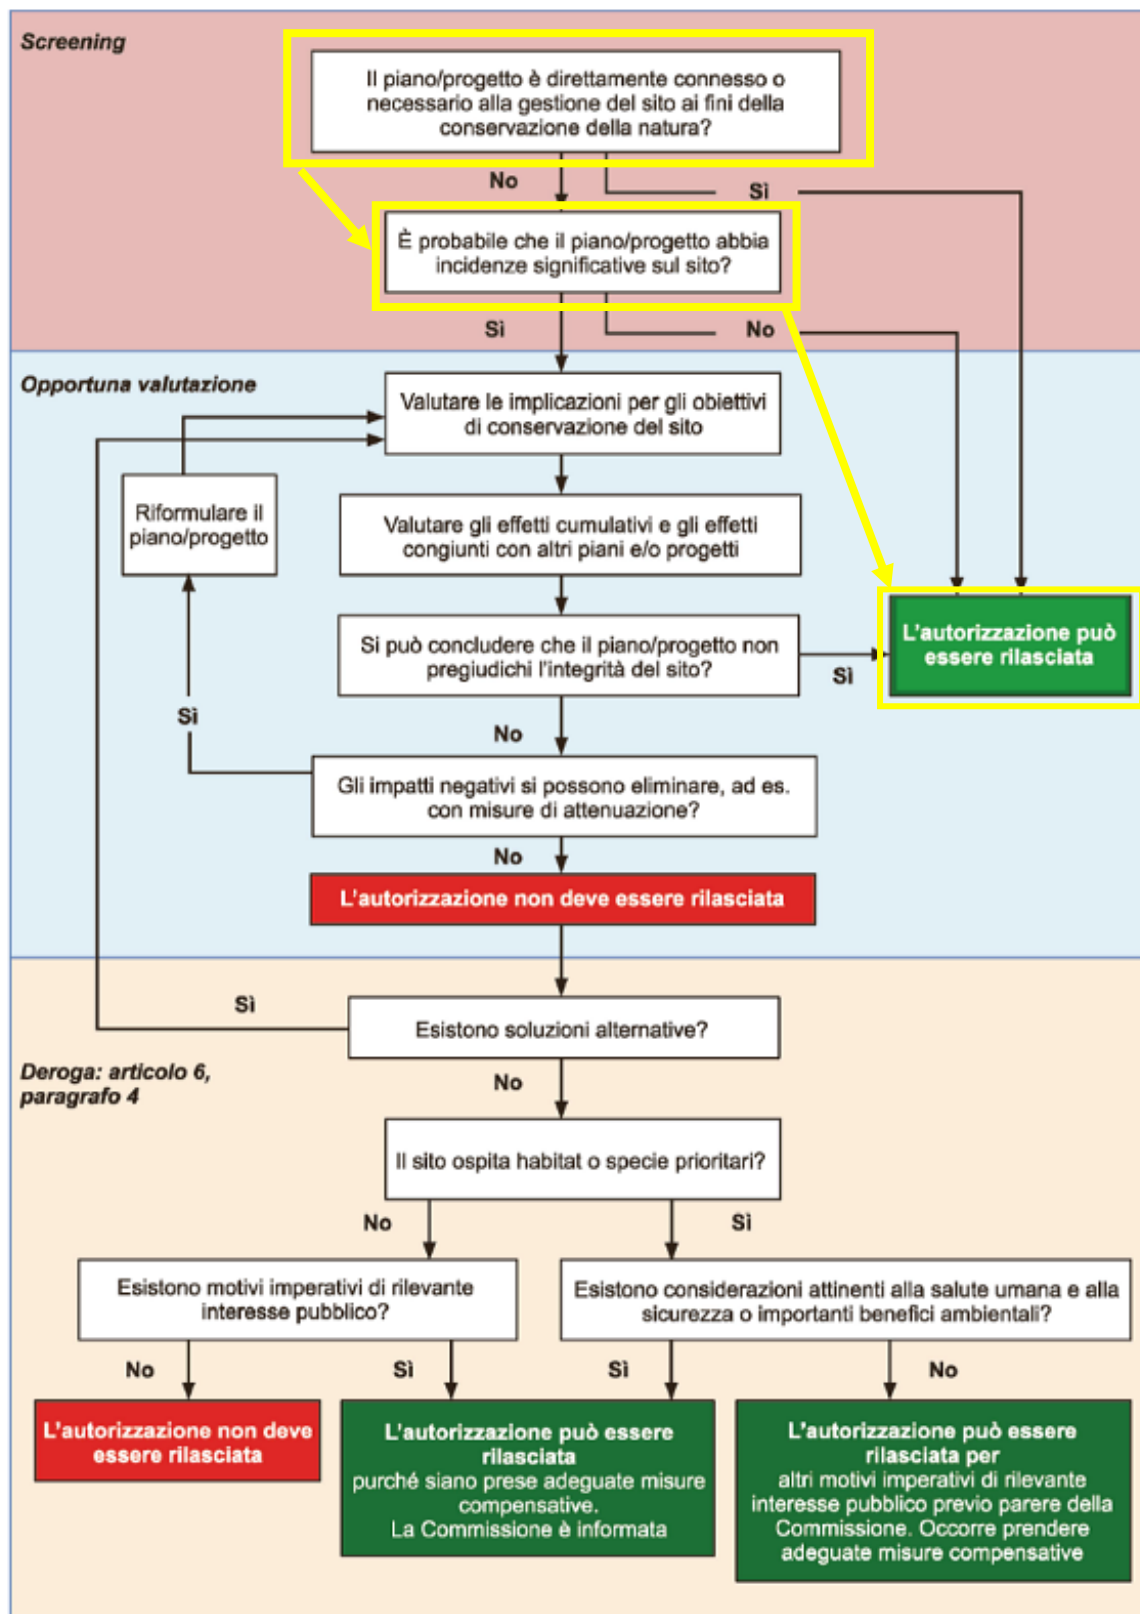 Screening
Il piano/progetto è direttamente connesso o
necessario alla gestione del sito ai fini della
conservazione della natura?
No
Sì
È probabile che il piano/progetto abbia
incidenze significative sul sito?
Sì
No
Opportuna valutazione
Valutare le implicazioni per gli obiettivi
di conservazione del sito
Riformulare il
piano/progetto
Valutare gli effetti cumulativi e gli effetti
congiunti con altri piani e/o progetti
Si può concludere che il piano/progetto non
pregiudichi l'integrità del sito?
Sì
L'autorizzazione può
essere rilasciata
Sì
No
Gli impatti negativi si possono eliminare, ad es.
con misure di attenuazione?
No
L'autorizzazione non deve essere rilasciata
Sì
Esistono soluzioni alternative?
Deroga: articolo 6,
paragrafo 4
No
Il sito ospita habitat o specie prioritari?
No
Sì
Esistono motivi imperativi di rilevante
interesse pubblico?
Esistono considerazioni attinenti alla salute umana e alla
sicurezza o importanti benefici ambientali?
No
Sì
Sì
No
L'autorizzazione non deve
essere rilasciata
L'autorizzazione può essere
rilasciata
purché siano prese adeguate misure
compensative.
La Commissione è informata
L'autorizzazione può essere
rilasciata per
altri motivi imperativi di rilevante
interesse pubblico previo parere della
Commissione. Occorre prendere
adeguate misure compensative